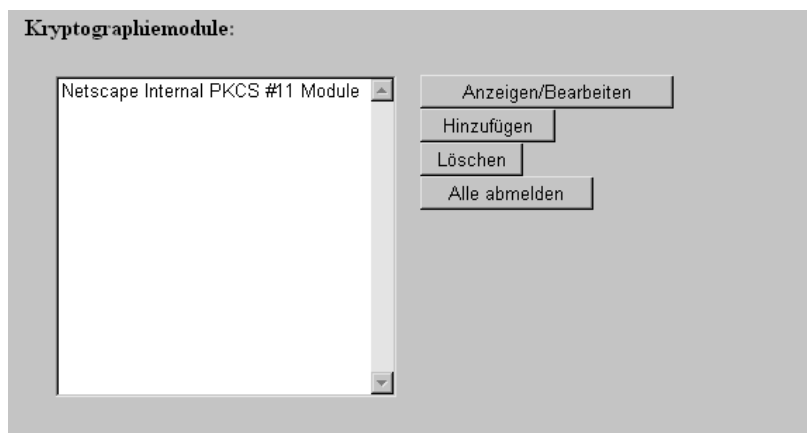 Kryptographiemodule:
Netscape Internal PKCS #11 Module
Anzeigen/Bearbeiten
Hinzufügen
Löschen
Alle abmelden